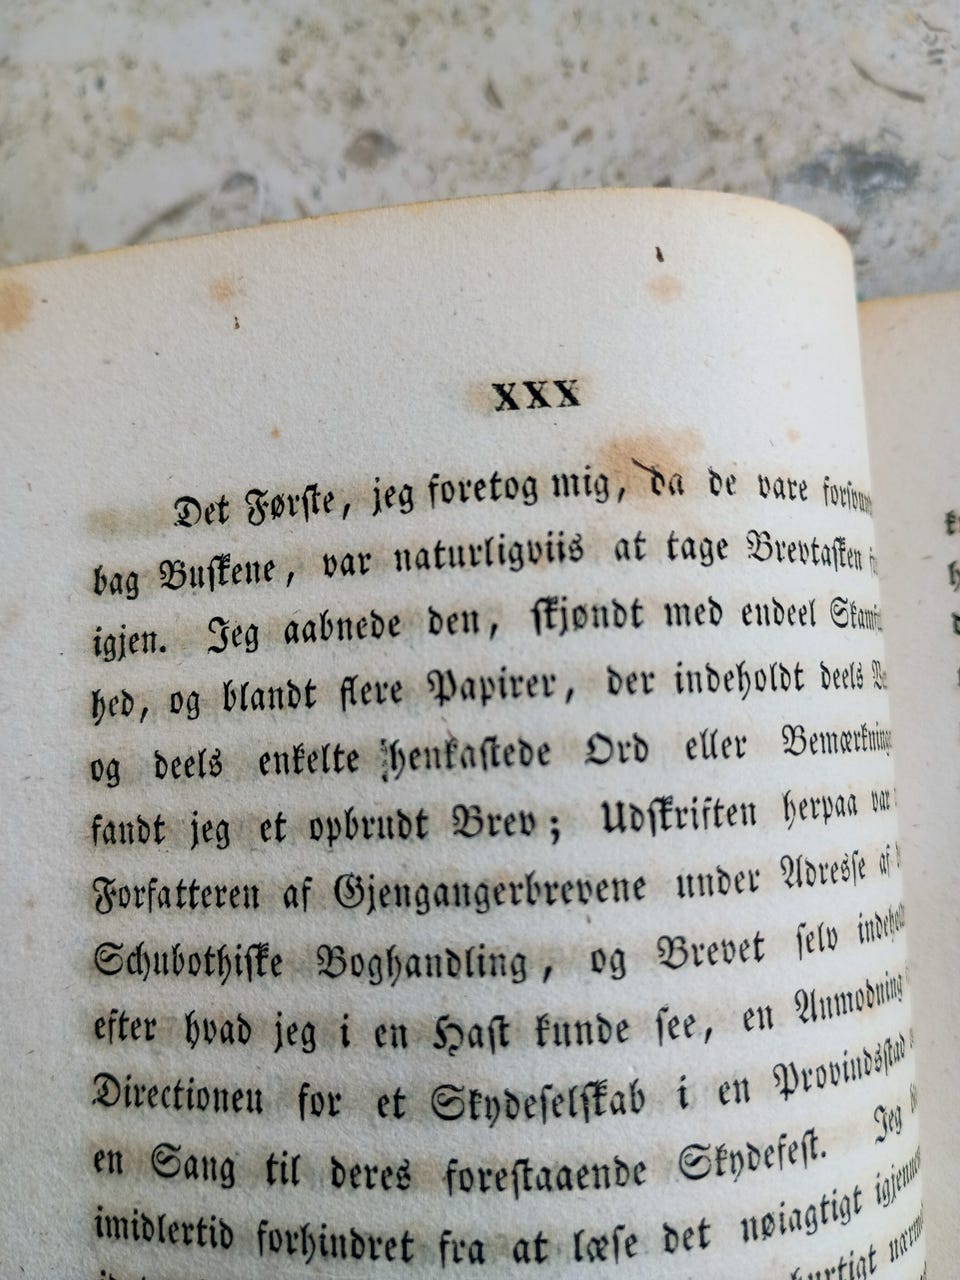 XXX
Det Første, jeg foretog mig, da de vare
bag Buskene, var naturligviis at tage Brevtasken
igjen. Jeg aabnede den, skjøndt med endeel
hed, og blandt flere Papirer, der indeholdt deels
og deels enkelte henkastede Ord eller
fandt jeg et opbrudt Brev; Udskriften herpaa var
Forfatteren af Gjengangerbrevene under Adresse af
Schubothiske Boghandling, og Brevet selv
efter hvad jeg i en Hast kunde see, en Anmodning
Directionen for et Skydeselskab i en Provindsstad
en Sang til deres forestaaende Skydefest. Jeg
imidlertid forhindret fra at læse det nøiagtigt